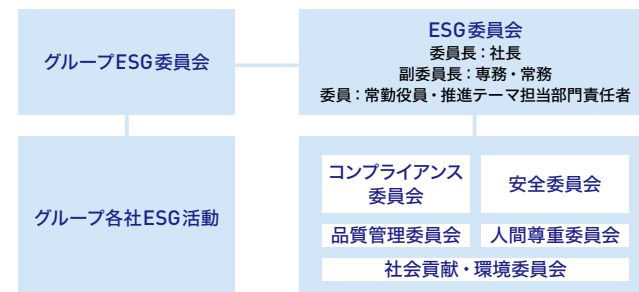 グループESG委員会
ESG委員会
委員長：社長
副委員長：専務・常務
委員：常勤役員・推進テーマ担当部門責任者
グループ各社ESG活動
コンプライアンス
委員会
安全委員会
品質管理委員会
人間尊重委員会
社会貢献・環境委員会